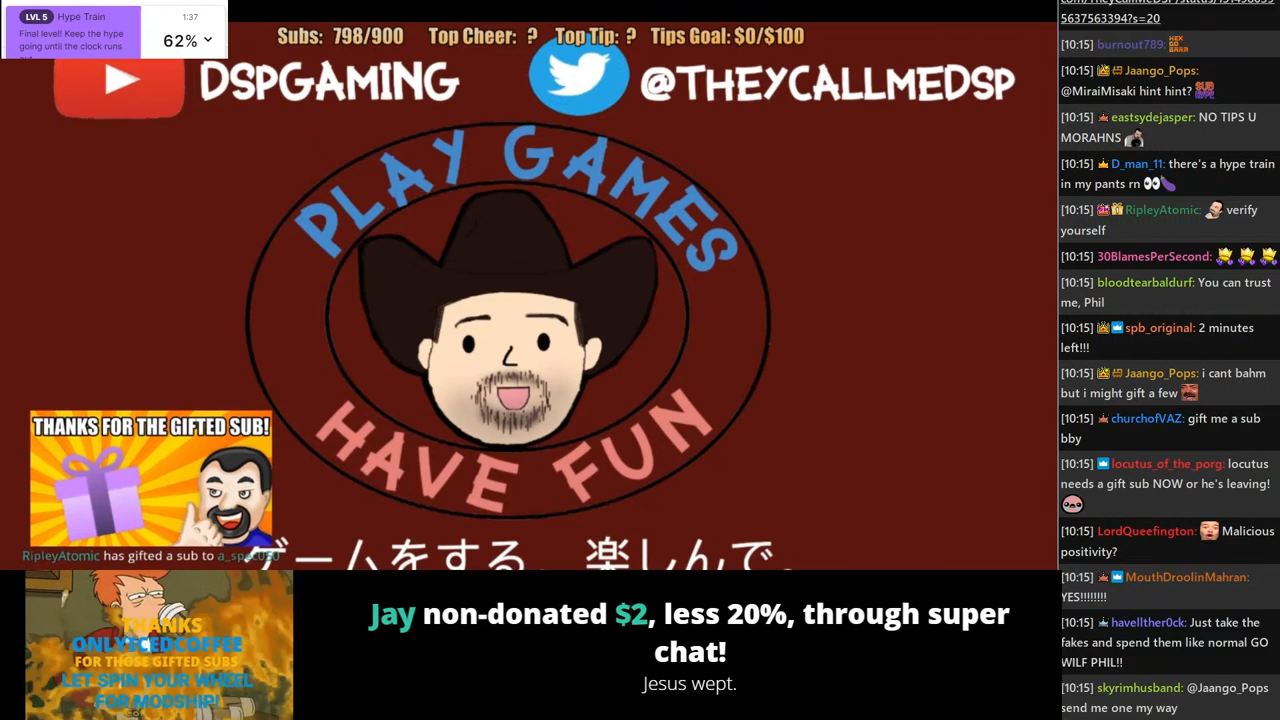 LVL 5 Hype Train 1:37
Final level! Keep the hype
going until the clock runs
62%
Subs: 798/900 Top Cheer: ? Top Tip: ? Tips Goal: $0/$100
DSPGAMING @THEYCALLMEDSP
PLAY GAMES
HAVE FUN
ゲームをする、楽しんで。
THANKS FOR THE GIFTED SUB!
RipleyAtomic has gifted a sub to
THANKS
ONLYICEDCOFFEE
FOR THOSE GIFTED SUBS
LET SPIN YOUR WHEEL
FOR MODSHIP!
Jay non-donated $2, less 20%, through super
chat!
Jesus wept.
5637563394?s=20
[10:15] burnout789: HEX GO BARR
[10:15] Jaango_Pops:
@MiraiMisaki hint hint? SUB HYPE
[10:15] eastsydejasper: NO TIPS U
MORAHNS
[10:15] D_man_11: there's a hype train
in my pants rn
[10:15] RipleyAtomic: verify
yourself
[10:15] 30BlamesPerSecond:
[10:15] bloodtearbaldurf: You can trust
me, Phil
[10:15] spb_original: 2 minutes
left!!!
[10:15] Jaango_Pops: i cant bahm
but i might gift a few
[10:15] churchofVAZ: gift me a sub
bby
[10:15] locutus_of_the_porg: locutus
needs a gift sub NOW or he's leaving!
[10:15] LordQueefington: Malicious
positivity?
[10:15] MouthDroolinMahran:
YES!!!!!!!!
[10:15] havellther0ck: Just take the
fakes and spend them like normal GO
WILF PHIL!!
[10:15] skyrimhusband: @Jaango_Pops
send me one my way